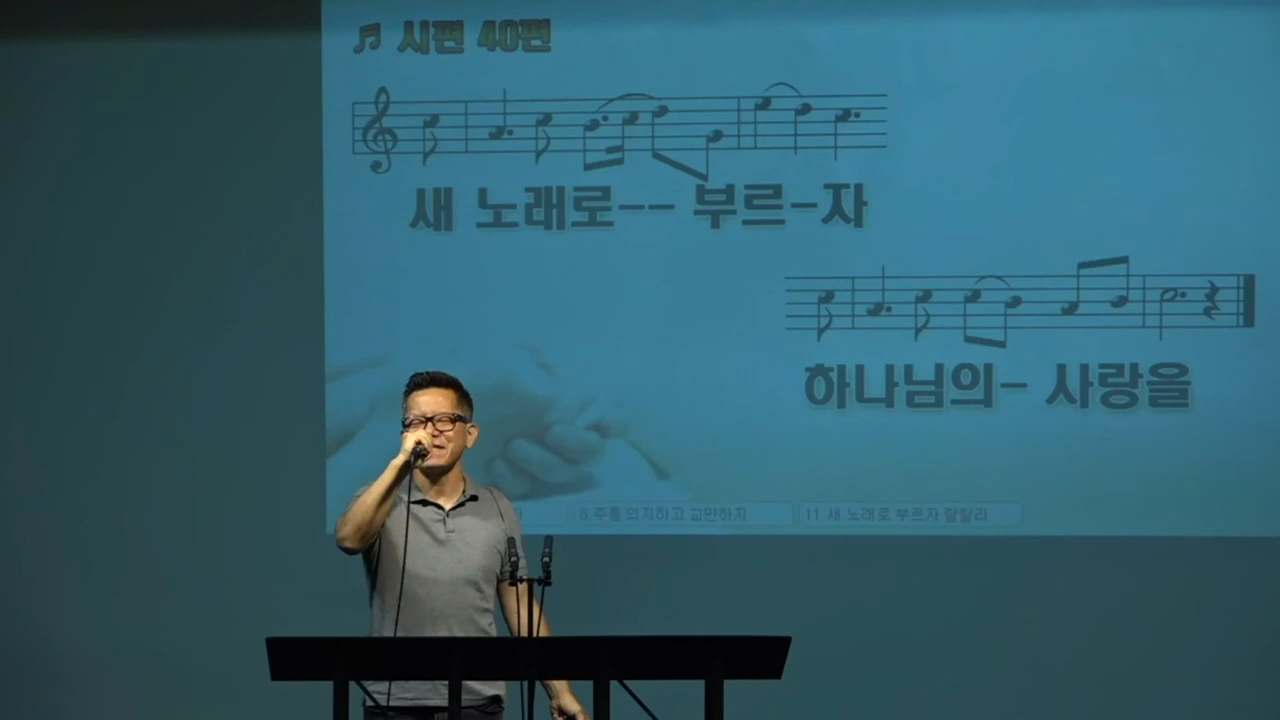 ♬ 시편 40편
새 노래로-- 부르-자
하나님의- 사랑을
6 주를 의지하고 교만하지
11 새 노래로 부르자 랄랄라